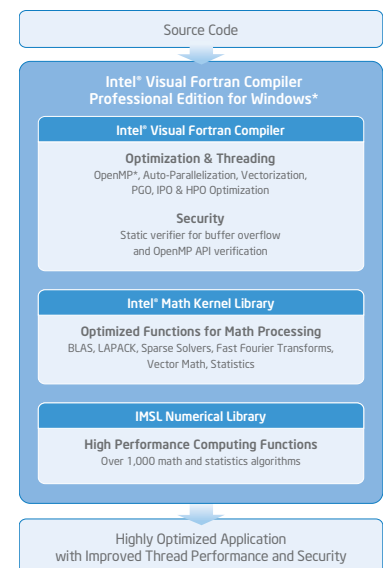 Source Code
Intel® Visual Fortran Compiler
Professional Edition for Windows*
Intel® Visual Fortran Compiler
Optimization & Threading
OpenMP*, Auto-Parallelization, Vectorization,
PGO, IPO & HPO Optimization
Security
Static verifier for buffer overflow
and OpenMP API verification
Intel® Math Kernel Library
Optimized Functions for Math Processing
BLAS, LAPACK, Sparse Solvers, Fast Fourier Transforms,
Vector Math, Statistics
IMSL Numerical Library
High Performance Computing Functions
Over 1,000 math and statistics algorithms
Highly Optimized Application
with Improved Thread Performance and Security